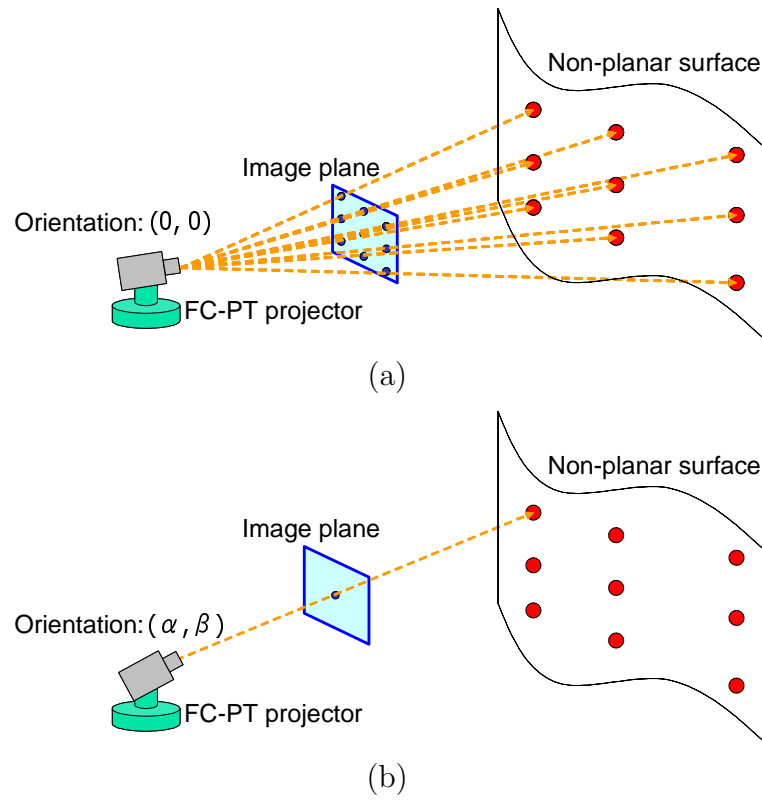 Non-planar surface
Image plane
Orientation: (0, 0)
FC-PT projector
(a)
Non-planar surface
Image plane
Orientation: (α, β)
FC-PT projector
(b)